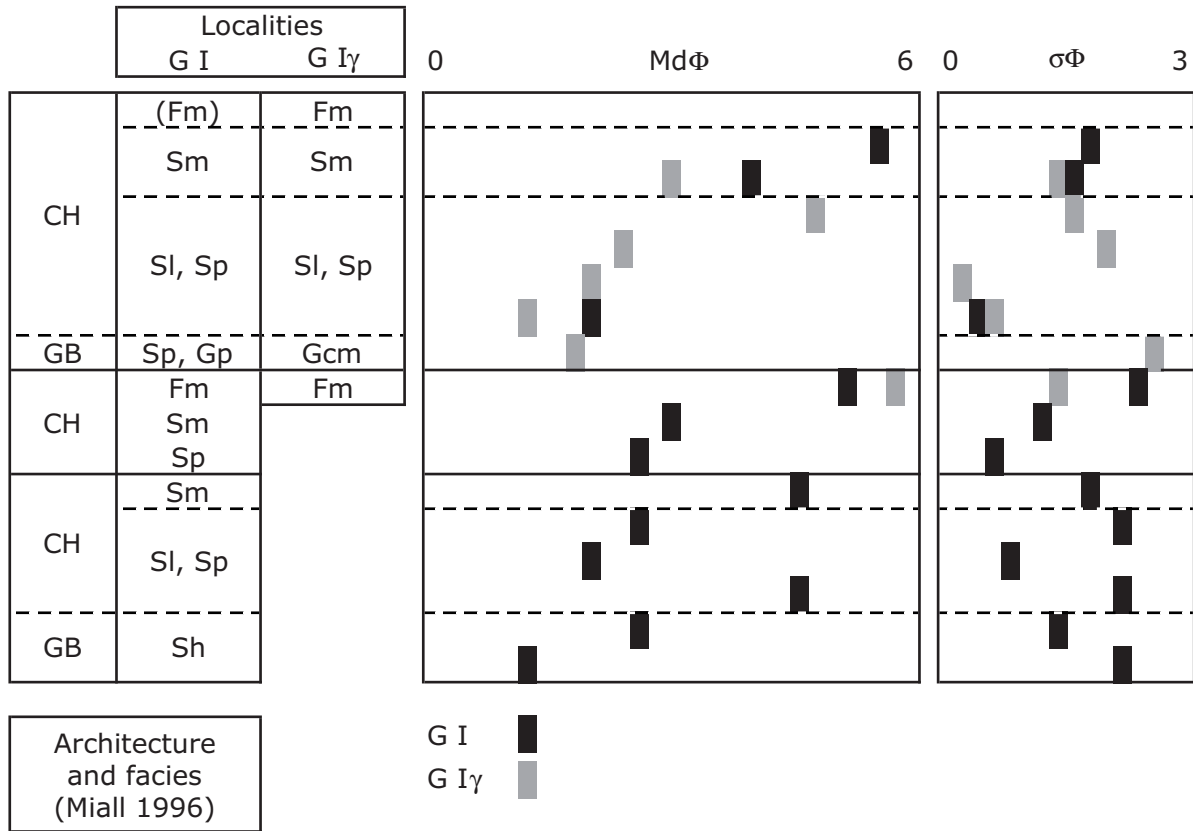 Localities
G I G Iγ
0 MdΦ 6 0 σΦ 3
(Fm) Fm
Sm Sm
CH
Sl, Sp Sl, Sp
GB Sp, Gp Gcm
Fm Fm
CH Sm
Sp
Sm
CH
Sl, Sp
GB Sh
Architecture
and facies
(Miall 1996)
G I
G Iγ